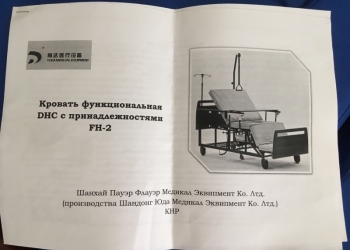 Кровать функциональная
DHC с принадлежностями
FH-2
Шанхай Пауэр Флауэр Медикал Эквипмент Ко. Лтд.
(производства Шандонг Юда Медикал Эквипмент Ко. Лтд.)
КНР